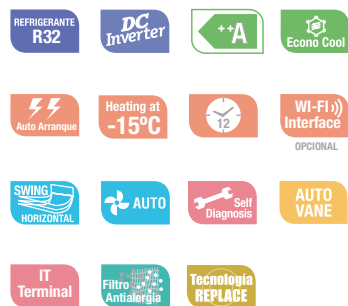 REFRIGERANTE
R32
DC
Inverter
++A
Econo Cool
Auto Arranque
Heating at
-15ºC
12
WI-FI
Interface
OPCIONAL
SWING
HORIZONTAL
AUTO
Self
Diagnosis
AUTO
VANE
IT
Terminal
Filtro
Antialergia
Tecnología
REPLACE